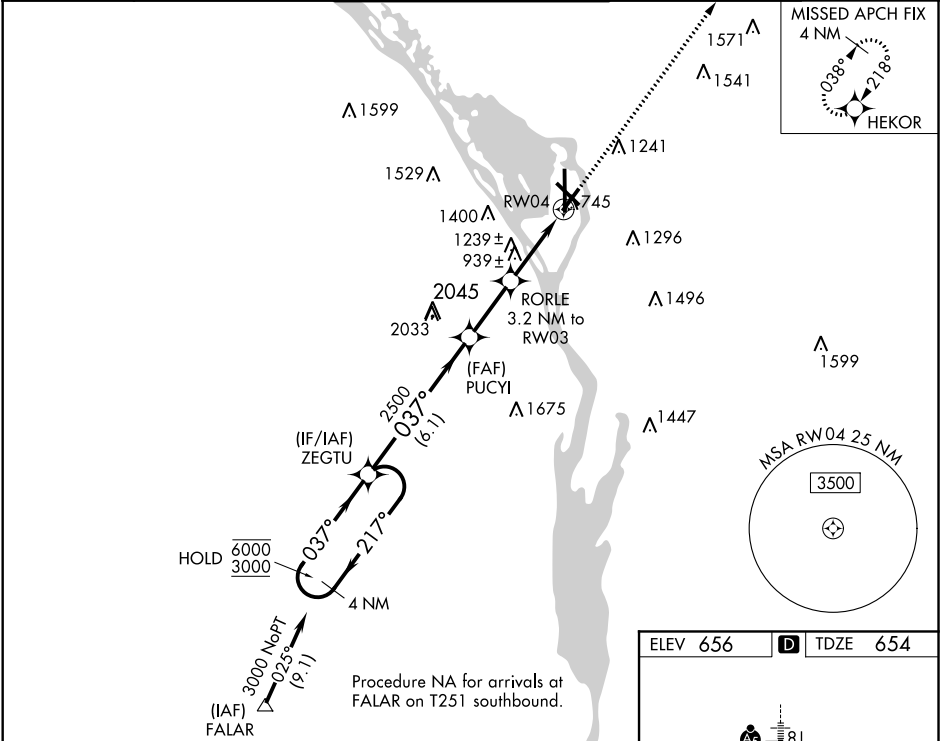 MISSED APCH FIX
4 NM
038°
218°
HEKOR
1571
1541
1599
1241
1529
RW04
745
1400
1239 ±
939 ±
1296
2045
RORLE
3.2 NM to
RW03
1496
2033
(FAF)
PUCYI
1599
2500
037°
(6.1)
1675
1447
(IF/IAF)
ZEGTU
MSA RW04 25 NM
3500
037°
217°
HOLD
6000
3000
4 NM
3000 NoPT
025°
(9.1)
(IAF)
FALAR
Procedure NA for arrivals at
FALAR on T251 southbound.
ELEV 656
D
TDZE 654